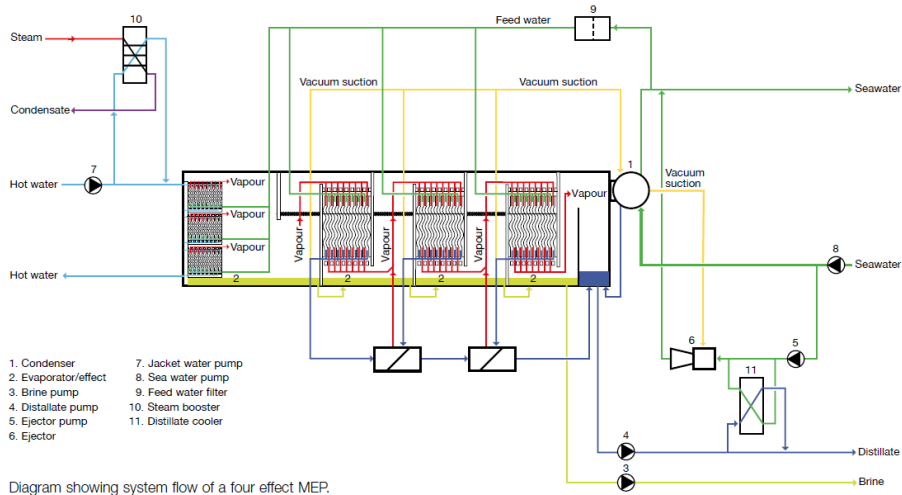 10
Steam
Feed water
9
Vacuum suction
Vacuum suction
Seawater
Condensate
7
1
Vacuum
suction
Hot water
Vapour
Vapour
Vapour
Vapour
Vapour
Vapour
Vapour
8
Hot water
Seawater
2
2
2
2
1. Condenser
2. Evaporator/effect
3. Brine pump
4. Distallate pump
5. Ejector pump
6. Ejector
7. Jacket water pump
8. Sea water pump
9. Feed water filter
10. Steam booster
11. Distillate cooler
6
5
11
4
Distillate
3
Brine
Diagram showing system flow of a four effect MEP.